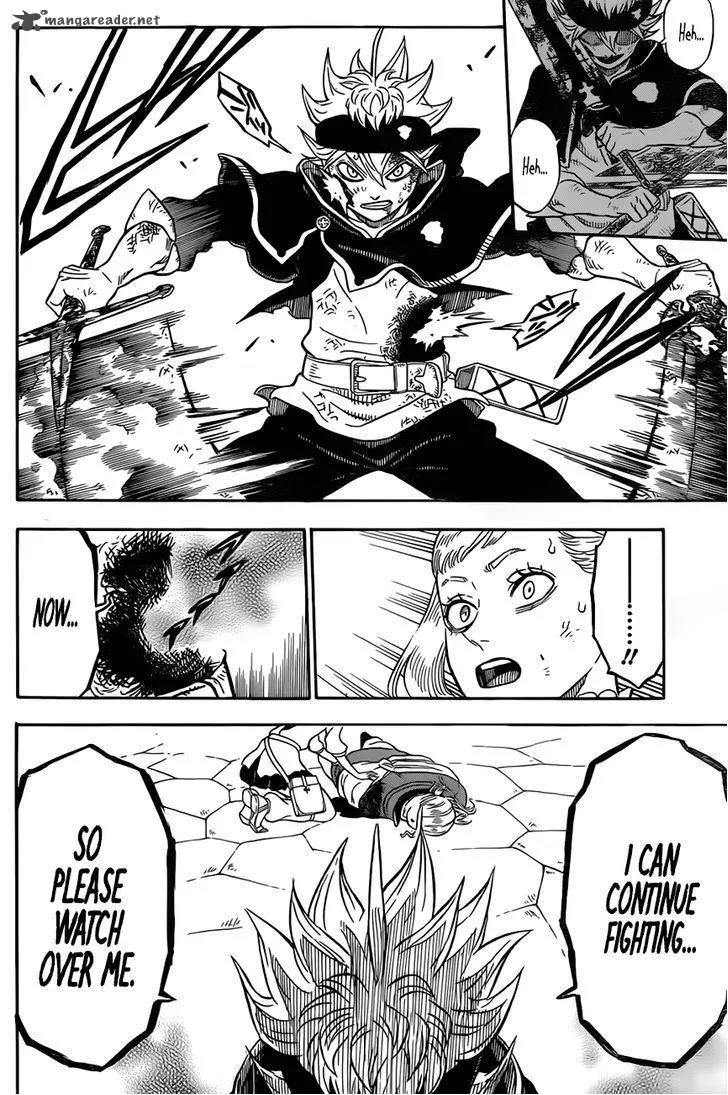 mangareader.net
Heh...
Heh...
......!!
NOW...
I CAN
CONTINUE
FIGHTING...
SO
PLEASE
WATCH
OVER ME.